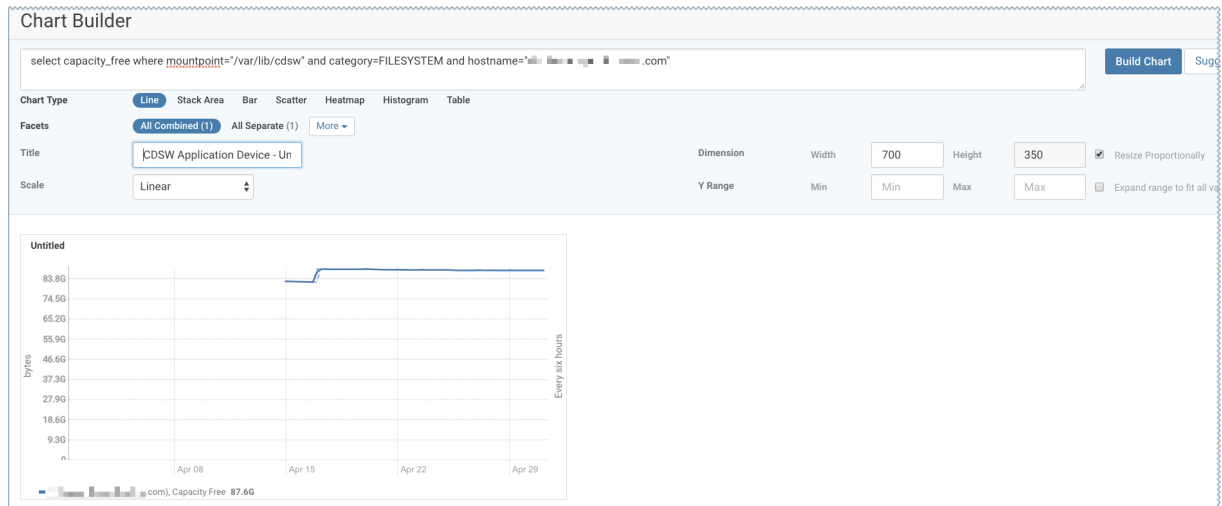 Chart Builder
select capacity_free where mountpoint="/var/lib/cdsw" and category=FILESYSTEM and hostname=" .com"
Build Chart Sugg
Chart Type Line Stack Area Bar Scatter Heatmap Histogram Table
Facets All Combined (1) All Separate (1) More
Title CDSW Application Device - Un Dimension Width 700 Height 350 Resize Proportionally
Scale Linear Y Range Min Min Max Max Expand range to fit all va
Untitled
83.8G
74.5G
65.2G
55.9G
46.6G
37.3G
27.9G
18.6G
9.3G
0
bytes
Every six hours
Apr 08 Apr 15 Apr 22 Apr 29
.com), Capacity Free 87.6G